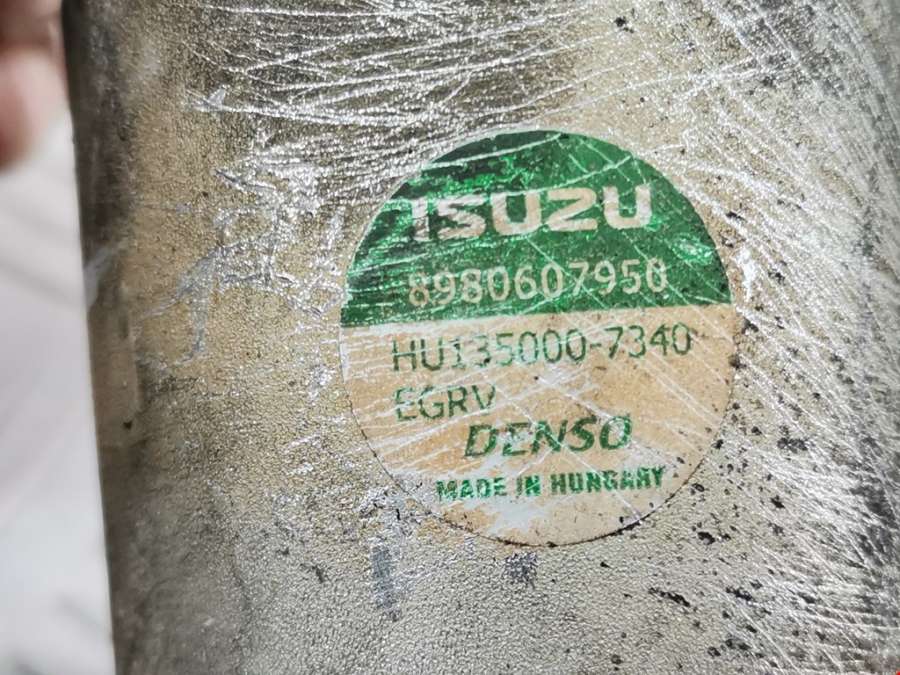 ISUZU
8980607950
HU135000-7340
EGRV
DENSO
MADE IN HUNGARY